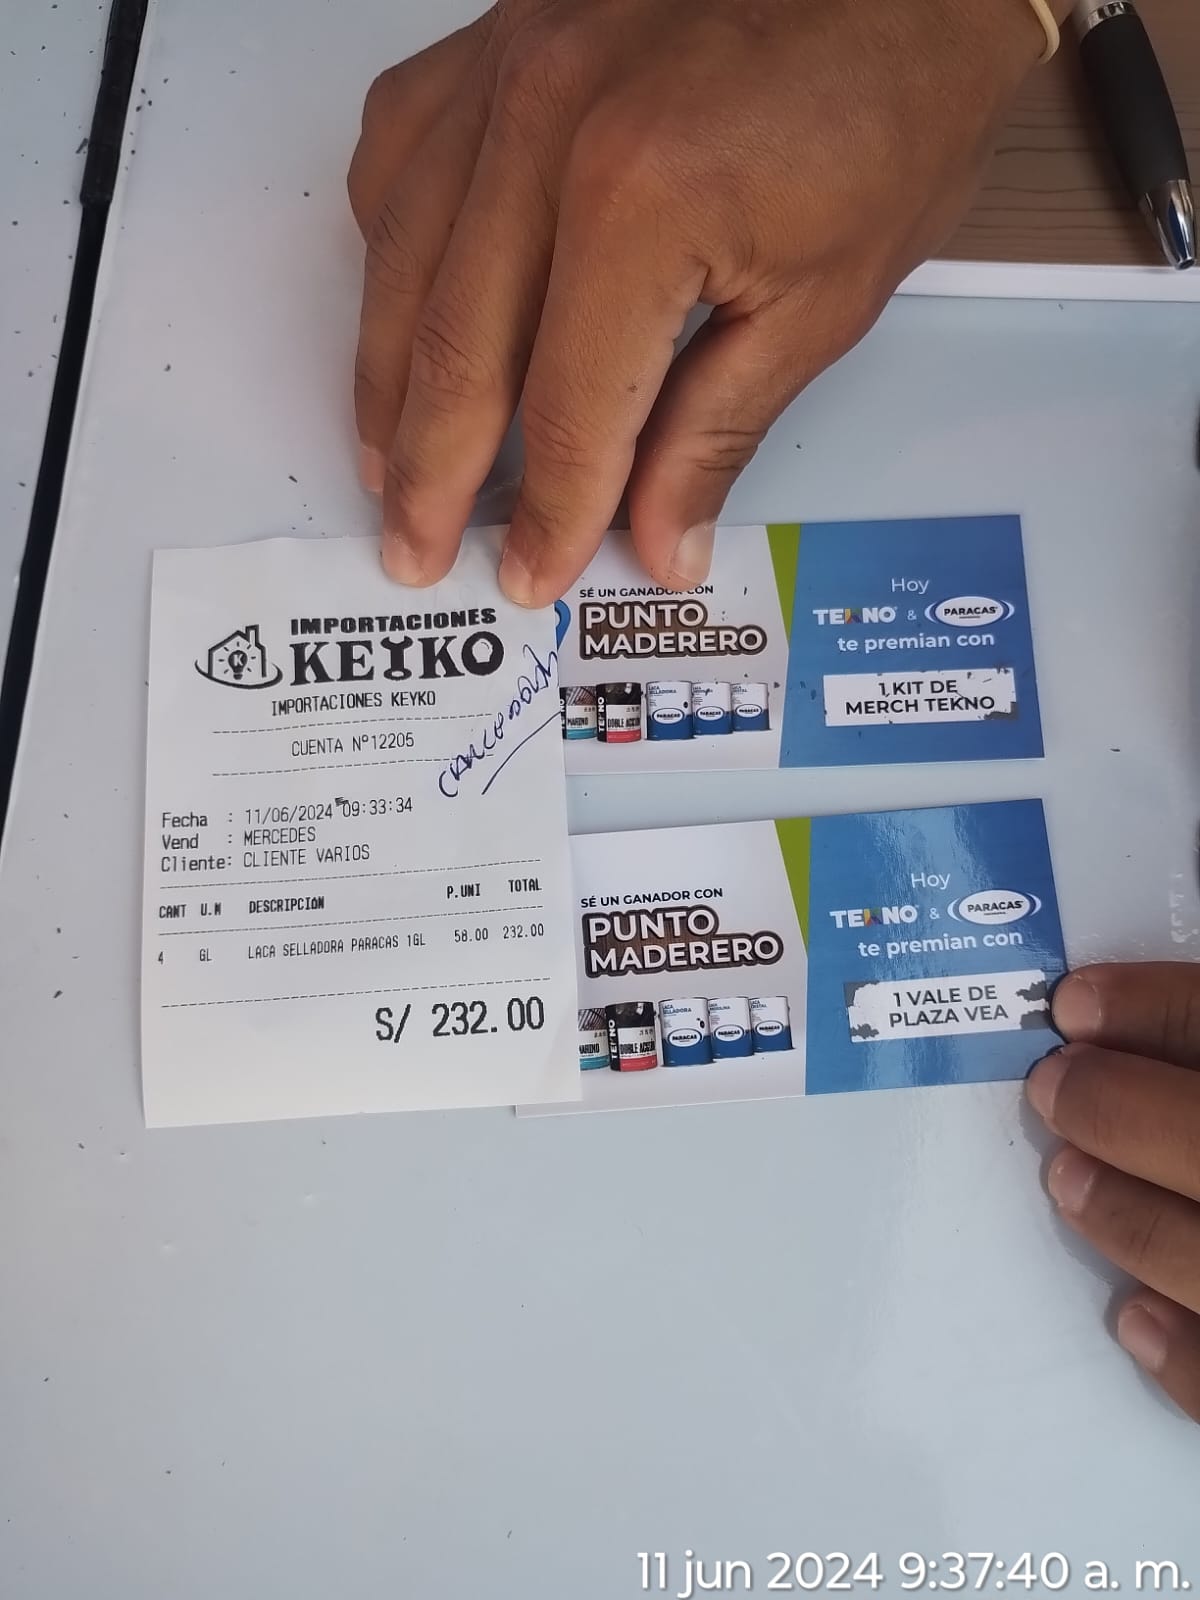 IMPORTACIONES
KEYKO
IMPORTACIONES KEYKO
CUENTA Nº12205
Fecha : 11/06/2024 09:33:34
Vend : MERCEDES
Cliente: CLIENTE VARIOS
CANT U.M DESCRIPCIÓN P.UNI TOTAL
4 GL LACA SELLADORA PARACAS 1GL 58.00 232.00
S/ 232.00
SÉ UN GANADOR CON
PUNTO
MADERERO
Hoy
TEKNO & PARACAS
te premian con
1 KIT DE
MERCH TEKNO
SÉ UN GANADOR CON
PUNTO
MADERERO
Hoy
TEKNO & PARACAS
te premian con
1 VALE DE
PLAZA VEA
11 jun 2024 9:37:40 a. m.